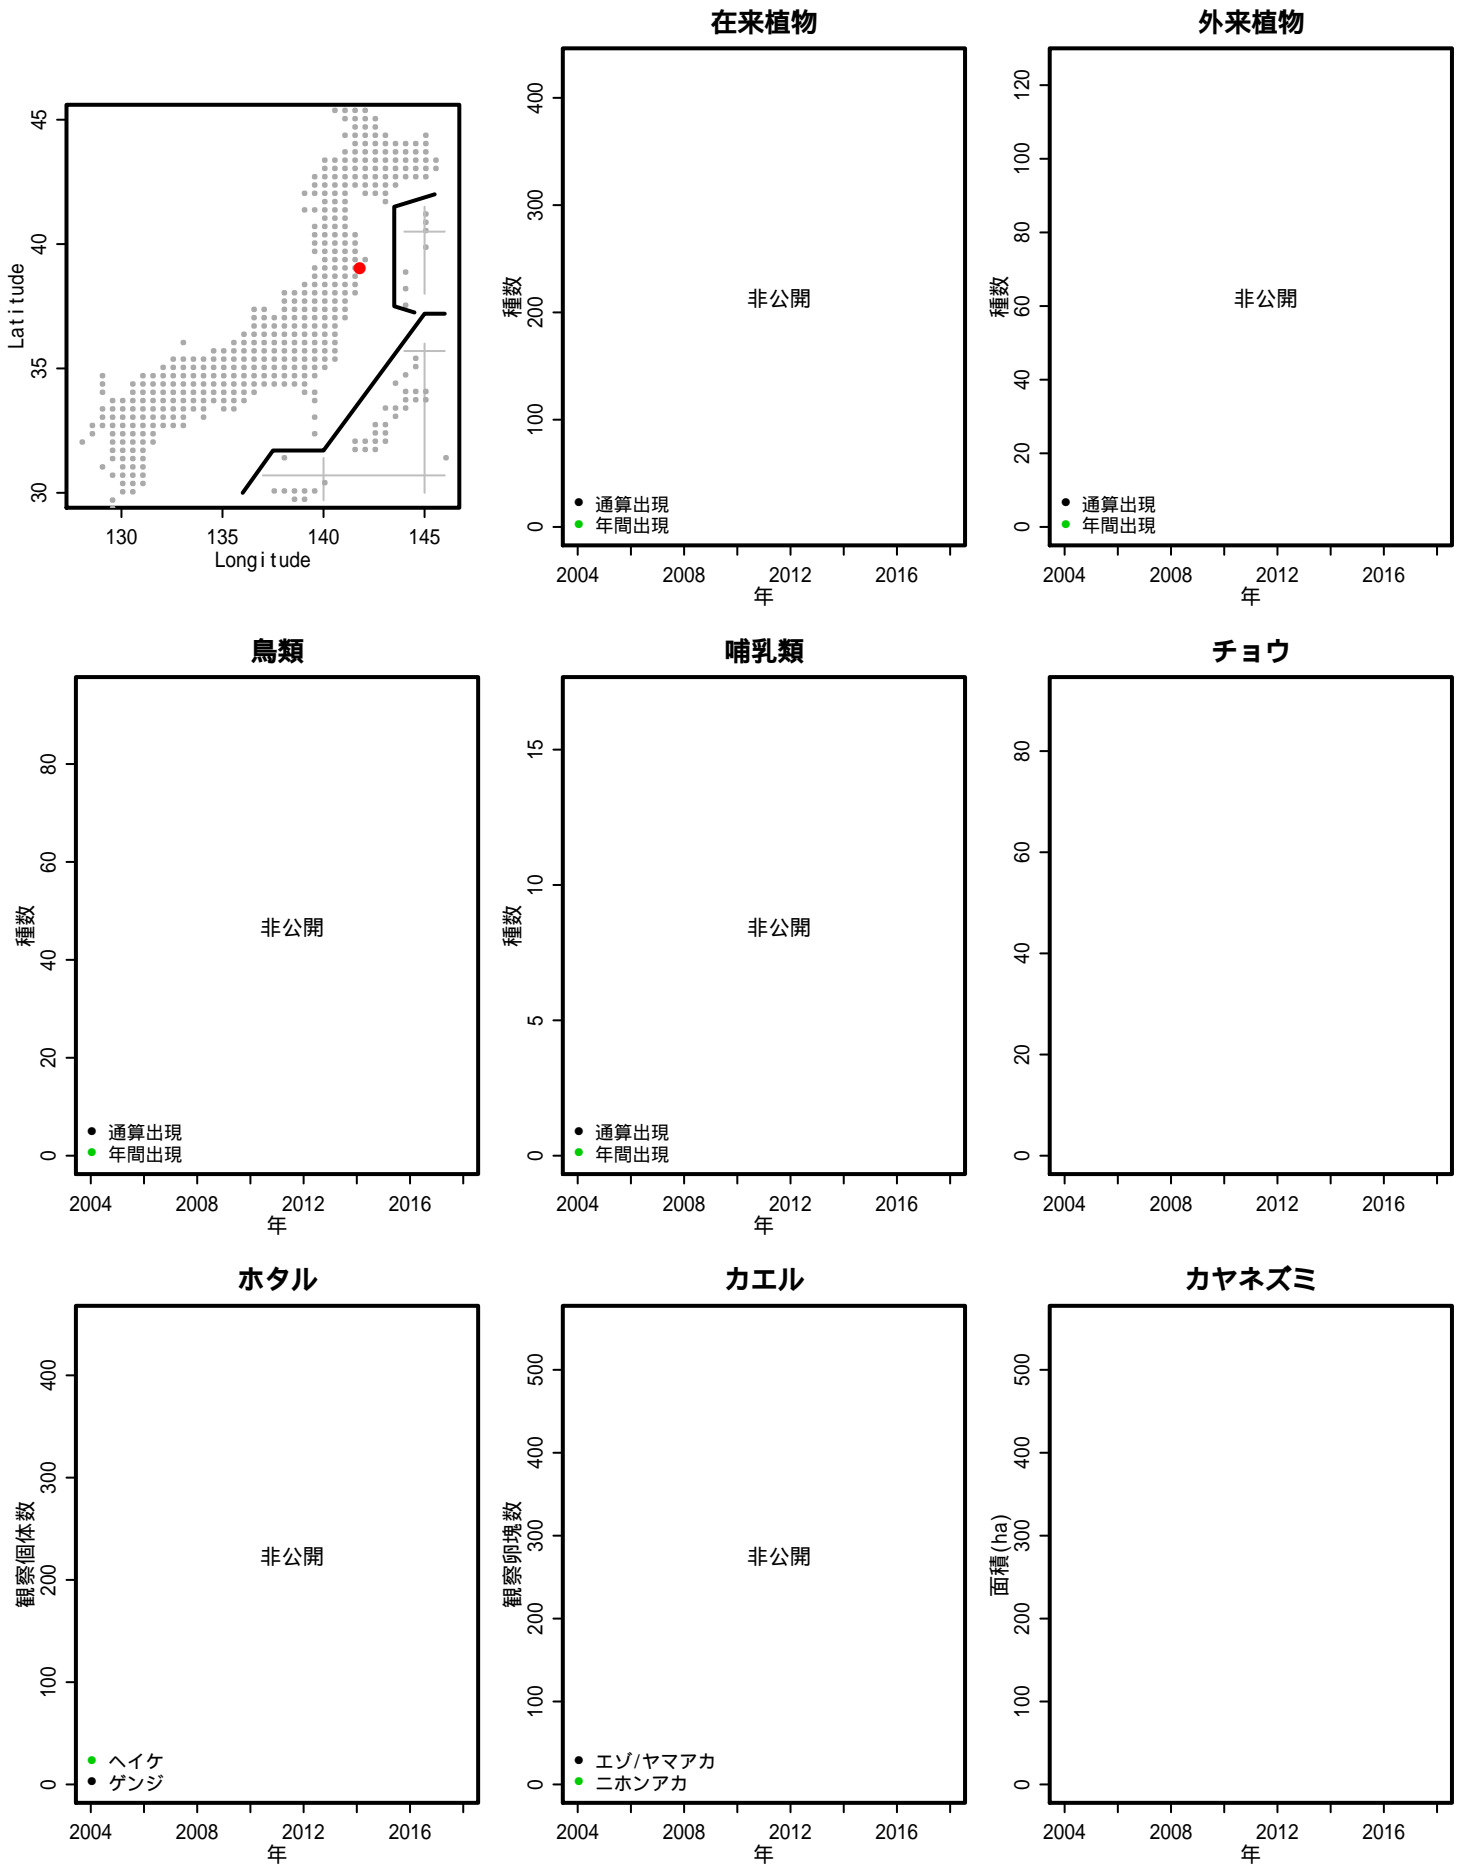 45
40
35
30
Latitude
130
135
140
145
Longitude
在来植物
400
300
200
100
0
種数
非公開
通算出現
年間出現
2004
2008
2012
2016
年
外来植物
120
100
80
60
40
20
0
種数
非公開
通算出現
年間出現
2004
2008
2012
2016
年
鳥類
80
60
40
20
0
種数
非公開
通算出現
年間出現
2004
2008
2012
2016
年
哺乳類
15
10
5
0
種数
非公開
通算出現
年間出現
2004
2008
2012
2016
年
チョウ
80
60
40
20
0
2004
2008
2012
2016
ホタル
400
300
200
100
0
観察個体数
非公開
ヘイケ
ゲンジ
2004
2008
2012
2016
年
カエル
500
400
300
200
100
0
観察卵塊数
非公開
エゾ/ヤマアカ
ニホンアカ
2004
2008
2012
2016
年
カヤネズミ
500
400
300
200
100
0
面積(ha)
2004
2008
2012
2016
年